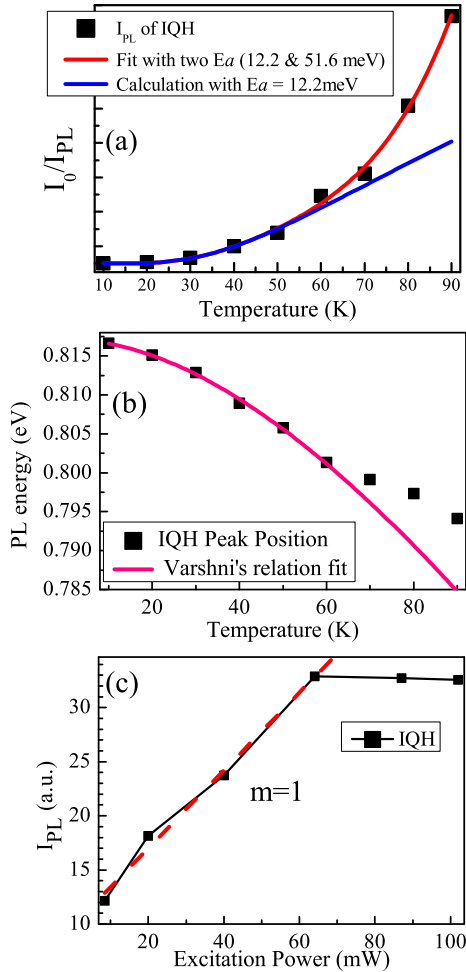 I_PL of IQH
Fit with two Ea (12.2 & 51.6 meV)
Calculation with Ea = 12.2meV
(a)
I_0/I_PL
10 20 30 40 50 60 70 80 90
Temperature (K)
0.815
0.810
0.805
0.800
0.795
0.790
0.785
PL energy (eV)
(b)
IQH Peak Position
Varshni's relation fit
20 40 60 80
Temperature (K)
(c)
30
25
20
15
10
I_PL (a.u.)
IQH
m=1
20 40 60 80 100
Excitation Power (mW)